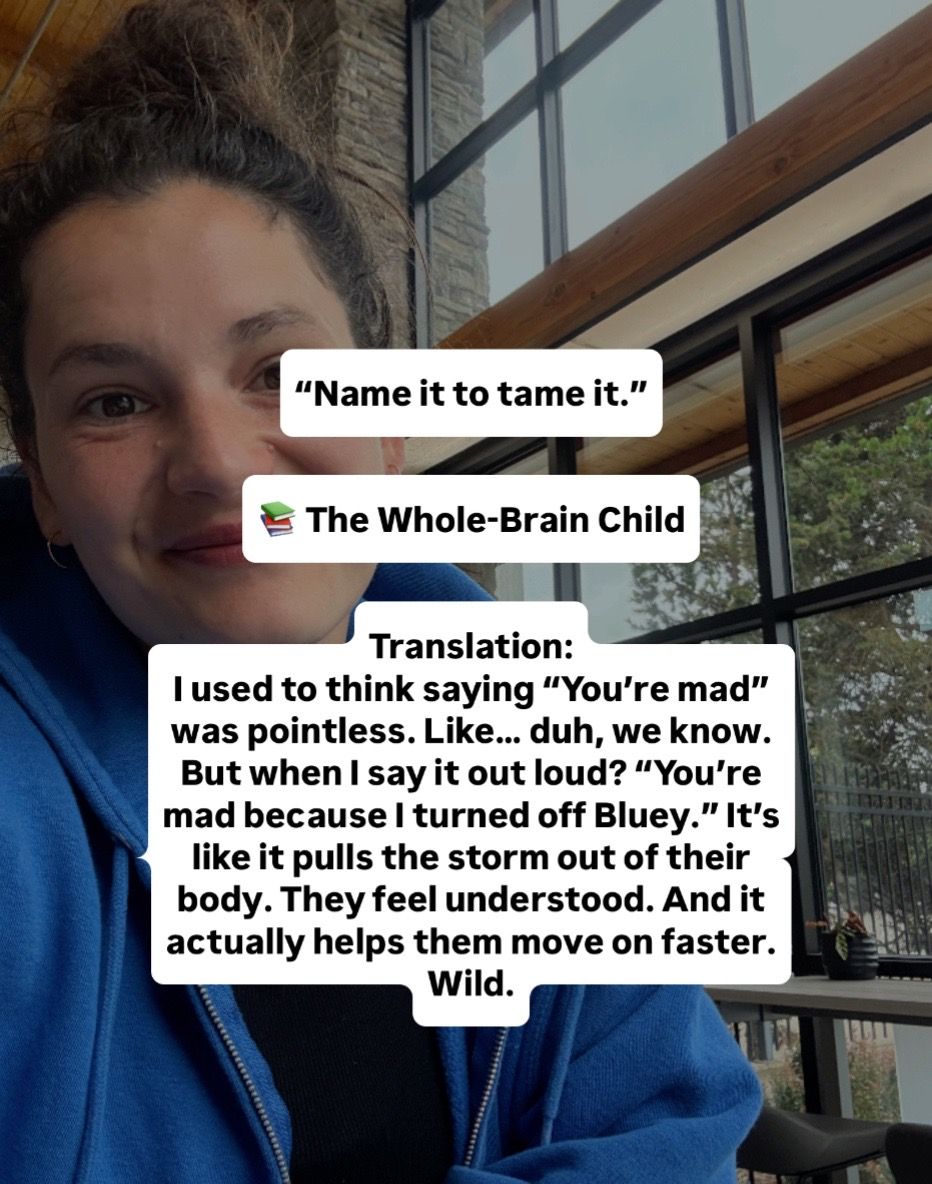 “Name it to tame it.”
📚 The Whole-Brain Child
Translation:
I used to think saying “You’re mad”
was pointless. Like... duh, we know.
But when I say it out loud? “You’re
mad because I turned off Bluey.” It’s
like it pulls the storm out of their
body. They feel understood. And it
actually helps them move on faster.
Wild.